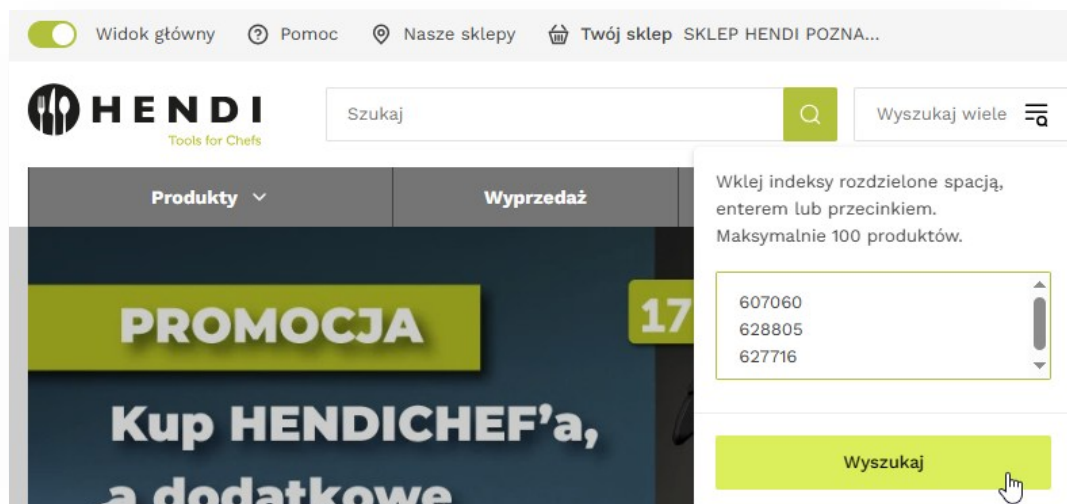 Widok główny Pomoc Nasze sklepy Twój sklep SKLEP HENDI POZNA...
HENDI
Tools for Chefs
Szukaj
Wyszukaj wiele
Produkty
Wyprzedaż
Wklej indeksy rozdzielone spacją,
enterem lub przecinkiem.
Maksymalnie 100 produktów.
607060
628805
627716
Wyszukaj
PROMOCJA
17
Kup HENDICHEF’a,
a dodatkowe